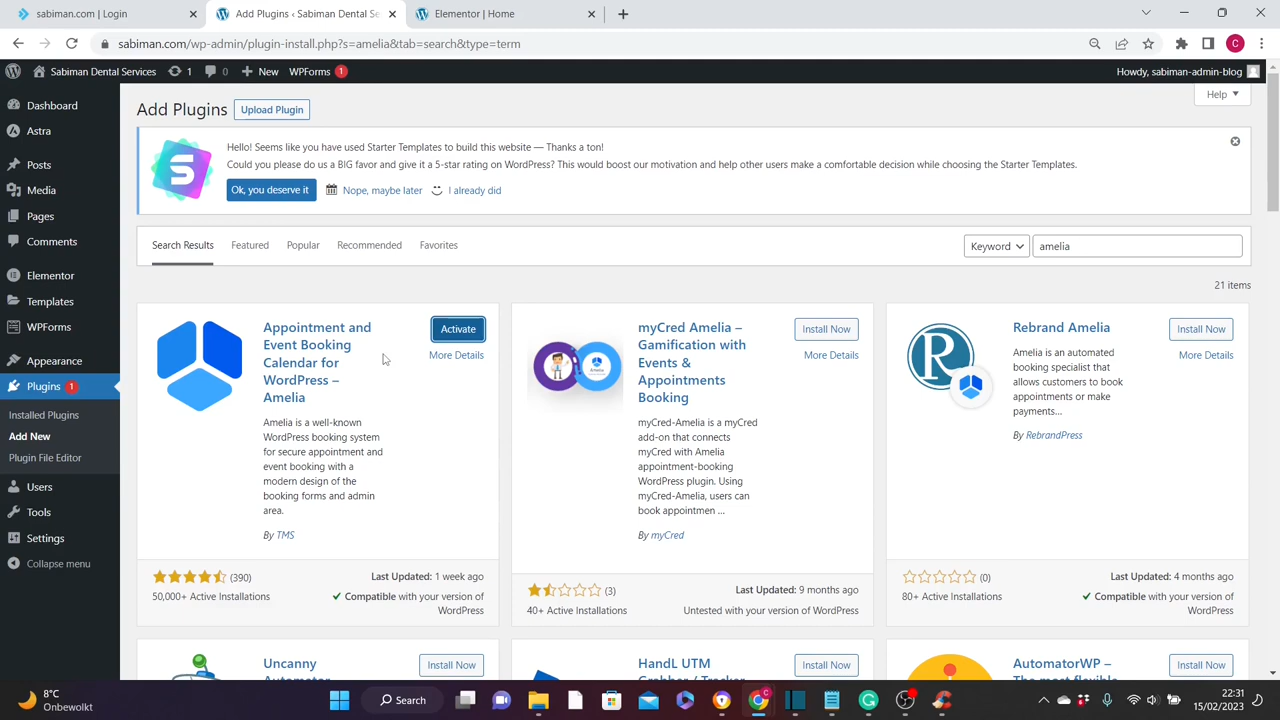 sabiman.com | Login
Add Plugins ‹ Sabiman Dental Se
Elementor | Home
sabiman.com/wp-admin/plugin-install.php?s=amelia&tab=search&type=term
C
Sabiman Dental Services
1
0
New
WPForms 1
Howdy, sabiman-admin-blog
Dashboard
Astra
Posts
Media
Pages
Comments
Elementor
Templates
WPForms
Appearance
Plugins 1
Installed Plugins
Add New
Plugin File Editor
Users
Tools
Settings
Collapse menu
Add Plugins
Upload Plugin
Help
Hello! Seems like you have used Starter Templates to build this website — Thanks a ton!
Could you please do us a BIG favor and give it a 5-star rating on WordPress? This would boost our motivation and help other users make a comfortable decision while choosing the Starter Templates.
Ok, you deserve it
Nope, maybe later
I already did
Search Results
Featured
Popular
Recommended
Favorites
Keyword
amelia
21 items
Appointment and
Event Booking
Calendar for
WordPress –
Amelia
Activate
More Details
Amelia is a well-known
WordPress booking system
for secure appointment and
event booking with a
modern design of the
booking forms and admin
area.
By TMS
(390)
50,000+ Active Installations
Last Updated: 1 week ago
Compatible with your version of
WordPress
myCred Amelia –
Gamification with
Events &
Appointments
Booking
Install Now
More Details
myCred-Amelia is a myCred
add-on that connects
myCred with Amelia
appointment-booking
WordPress plugin. Using
myCred-Amelia, users can
book appointmen ...
By myCred
(3)
40+ Active Installations
Last Updated: 9 months ago
Untested with your version of WordPress
R
Rebrand Amelia
Install Now
More Details
Amelia is an automated
booking specialist that
allows customers to book
appointments or make
payments...
By RebrandPress
(0)
80+ Active Installations
Last Updated: 4 months ago
Compatible with your version of
WordPress
Uncanny
Automator
Install Now
HandL UTM
Grabber / Tracker
Install Now
AutomatorWP –
The most flexible
Install Now
8°C
Onbewolkt
Search
22:31
15/02/2023